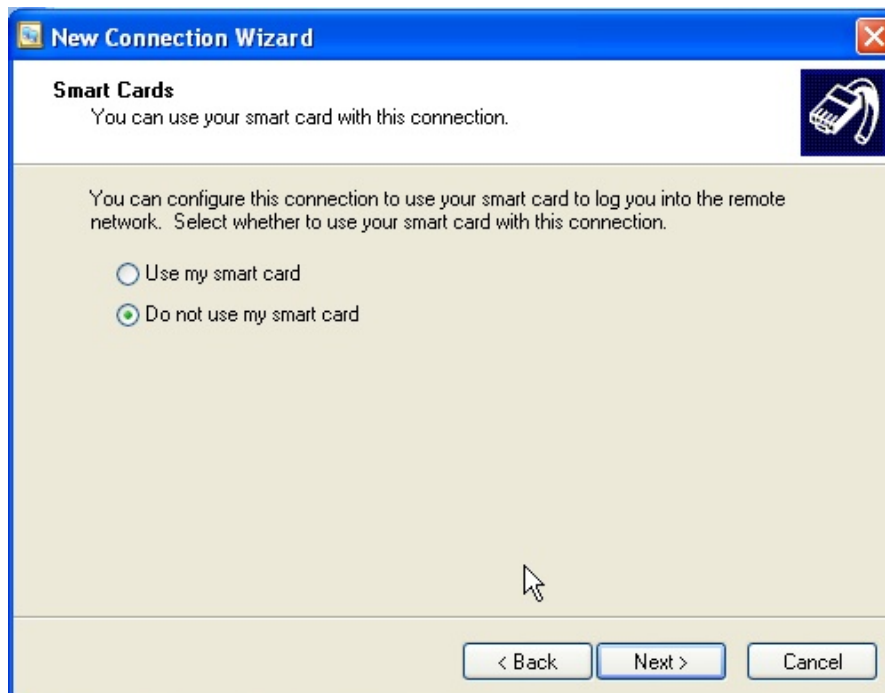 New Connection Wizard
Smart Cards
You can use your smart card with this connection.
You can configure this connection to use your smart card to log you into the remote
network. Select whether to use your smart card with this connection.
Use my smart card
Do not use my smart card
< Back Next > Cancel